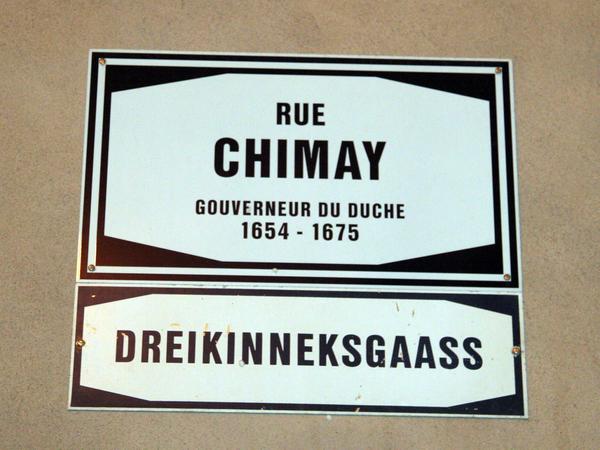 RUE
CHIMAY
GOUVERNEUR DU DUCHE
1654 - 1675
DREIKINNEKSGAASS